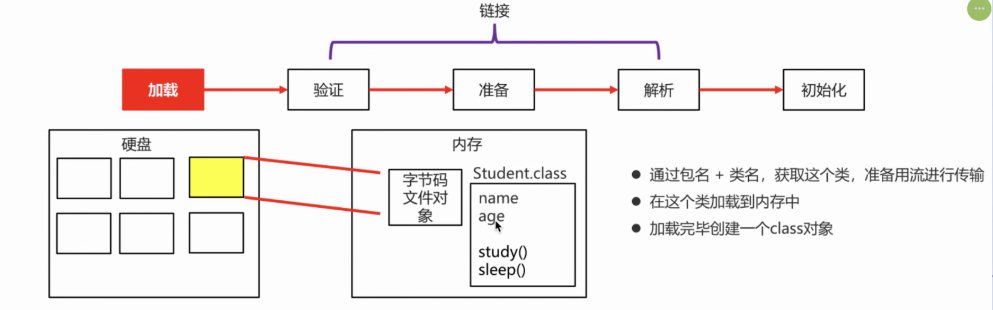 链接
加载
验证
准备
解析
初始化
硬盘
内存
字节码
文件对
象
Student.class
name
age
study()
sleep()
通过包名 + 类名，获取这个类，准备用流进行传输
在这个类加载到内存中
加载完毕创建一个class对象